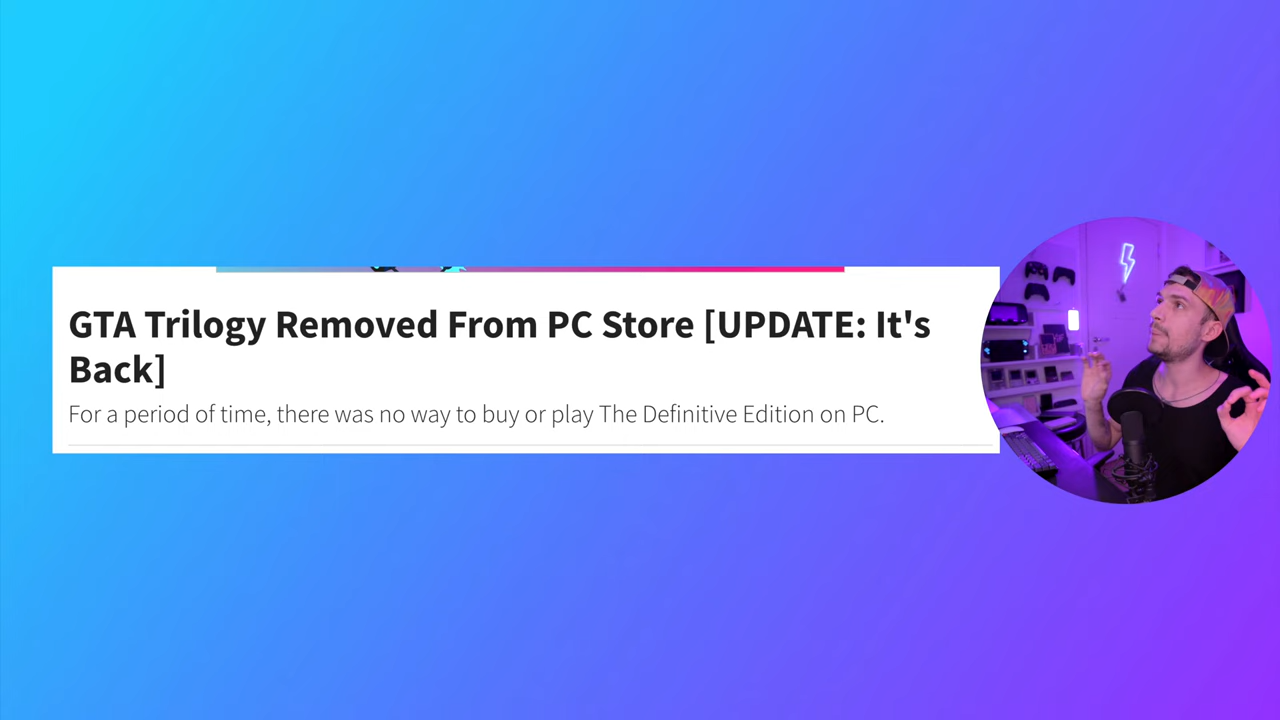 GTA Trilogy Removed From PC Store [UPDATE: It's
Back]
For a period of time, there was no way to buy or play The Definitive Edition on PC.